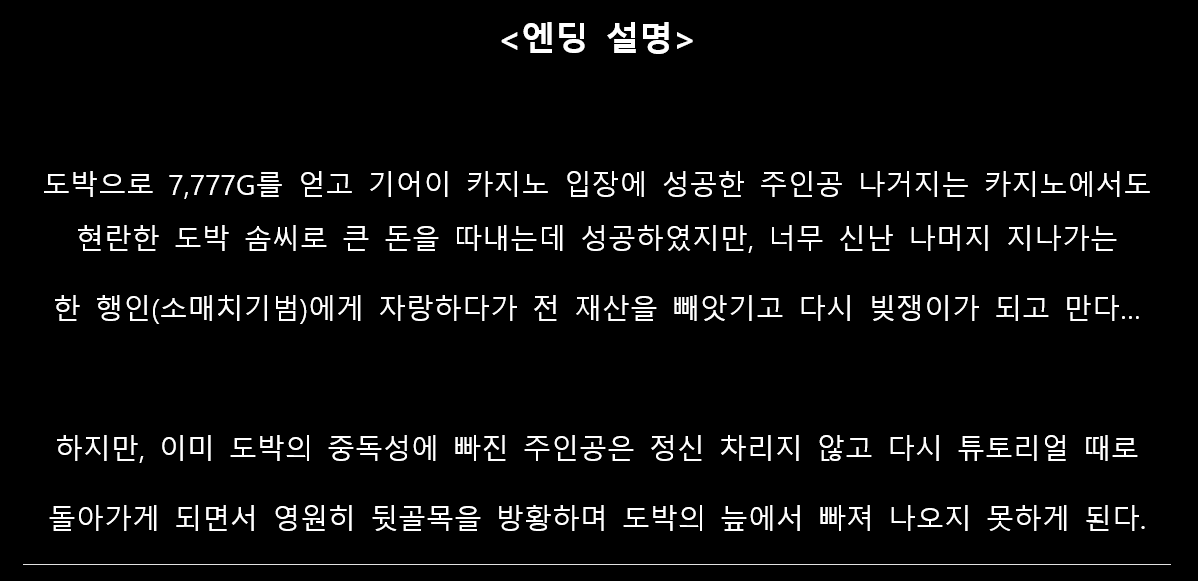 <엔딩 설명>
도박으로 7,777G를 얻고 기어이 카지노 입장에 성공한 주인공 나거지는 카지노에서도
현란한 도박 솜씨로 큰 돈을 따내는데 성공하였지만, 너무 신난 나머지 지나가는
한 행인(소매치기범)에게 자랑하다가 전 재산을 빼앗기고 다시 빚쟁이가 되고 만다...
하지만, 이미 도박의 중독성에 빠진 주인공은 정신 차리지 않고 다시 튜토리얼 때로
돌아가게 되면서 영원히 뒷골목을 방황하며 도박의 늪에서 빠져 나오지 못하게 된다.